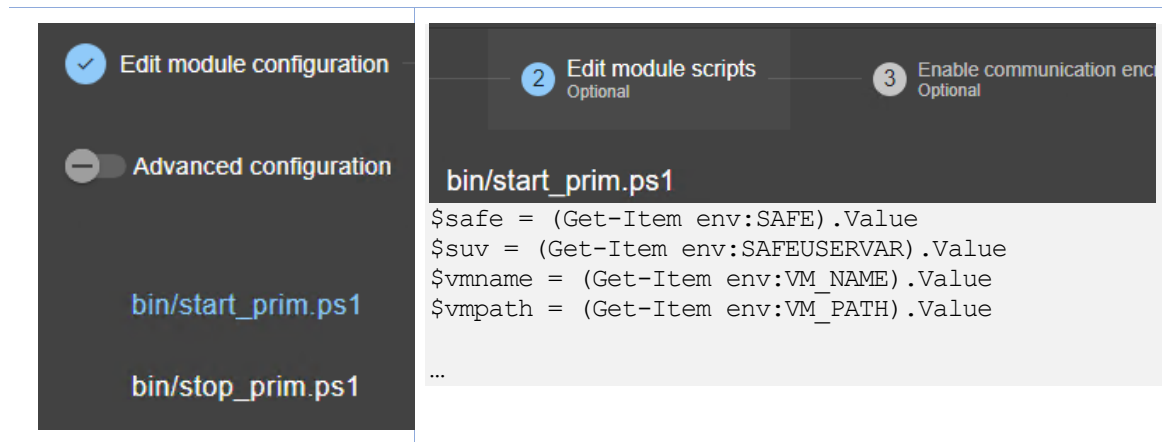 Edit module configuration
Advanced configuration
bin/start_prim.ps1
bin/stop_prim.ps1
2 Edit module scripts
Optional
3 Enable communication encr
Optional
bin/start_prim.ps1
$safe = (Get-Item env:SAFE).Value
$suv = (Get-Item env:SAFEUSERVAR).Value
$vmname = (Get-Item env:VM_NAME).Value
$vmpath = (Get-Item env:VM_PATH).Value
…